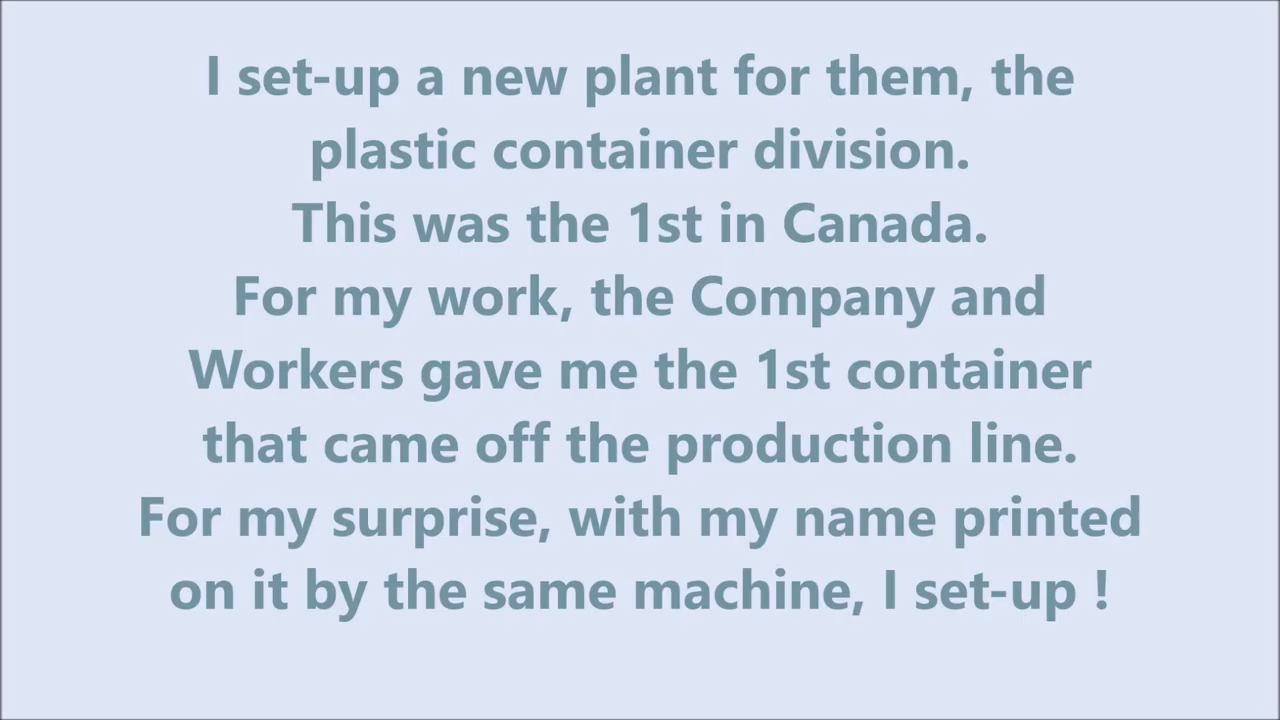 I set-up a new plant for them, the
plastic container division.
This was the 1st in Canada.
For my work, the Company and
Workers gave me the 1st container
that came off the production line.
For my surprise, with my name printed
on it by the same machine, I set-up !